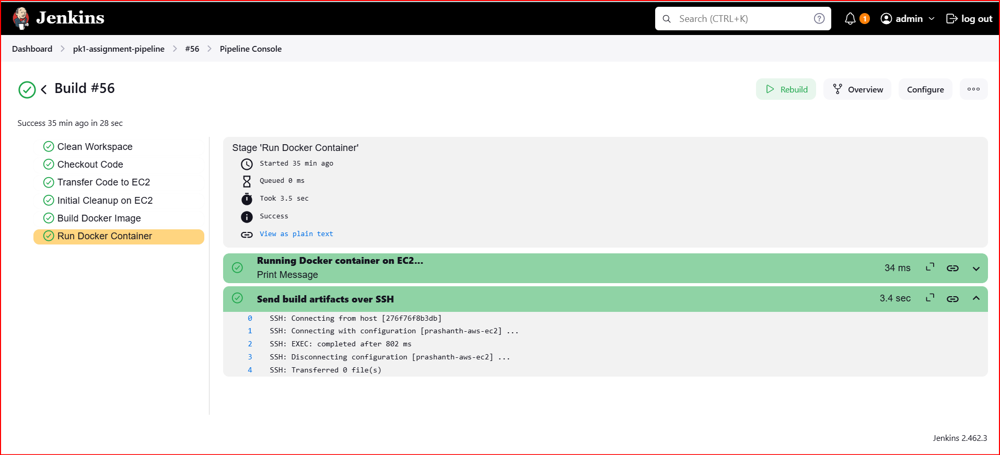 Jenkins
Search (CTRL+K)
?
1
admin
log out
Dashboard
pk1-assignment-pipeline
#56
Pipeline Console
Build #56
Rebuild
Overview
Configure
Success 35 min ago in 28 sec
Clean Workspace
Checkout Code
Transfer Code to EC2
Initial Cleanup on EC2
Build Docker Image
Run Docker Container
Stage 'Run Docker Container'
Started 35 min ago
Queued 0 ms
Took 3.5 sec
Success
View as plain text
Running Docker container on EC2...
Print Message
34 ms
Send build artifacts over SSH
3.4 sec
0 SSH: Connecting from host [276f76f8b3db]
1 SSH: Connecting with configuration [prashanth-aws-ec2] ...
2 SSH: EXEC: completed after 802 ms
3 SSH: Disconnecting configuration [prashanth-aws-ec2] ...
4 SSH: Transferred 0 file(s)
Jenkins 2.462.3